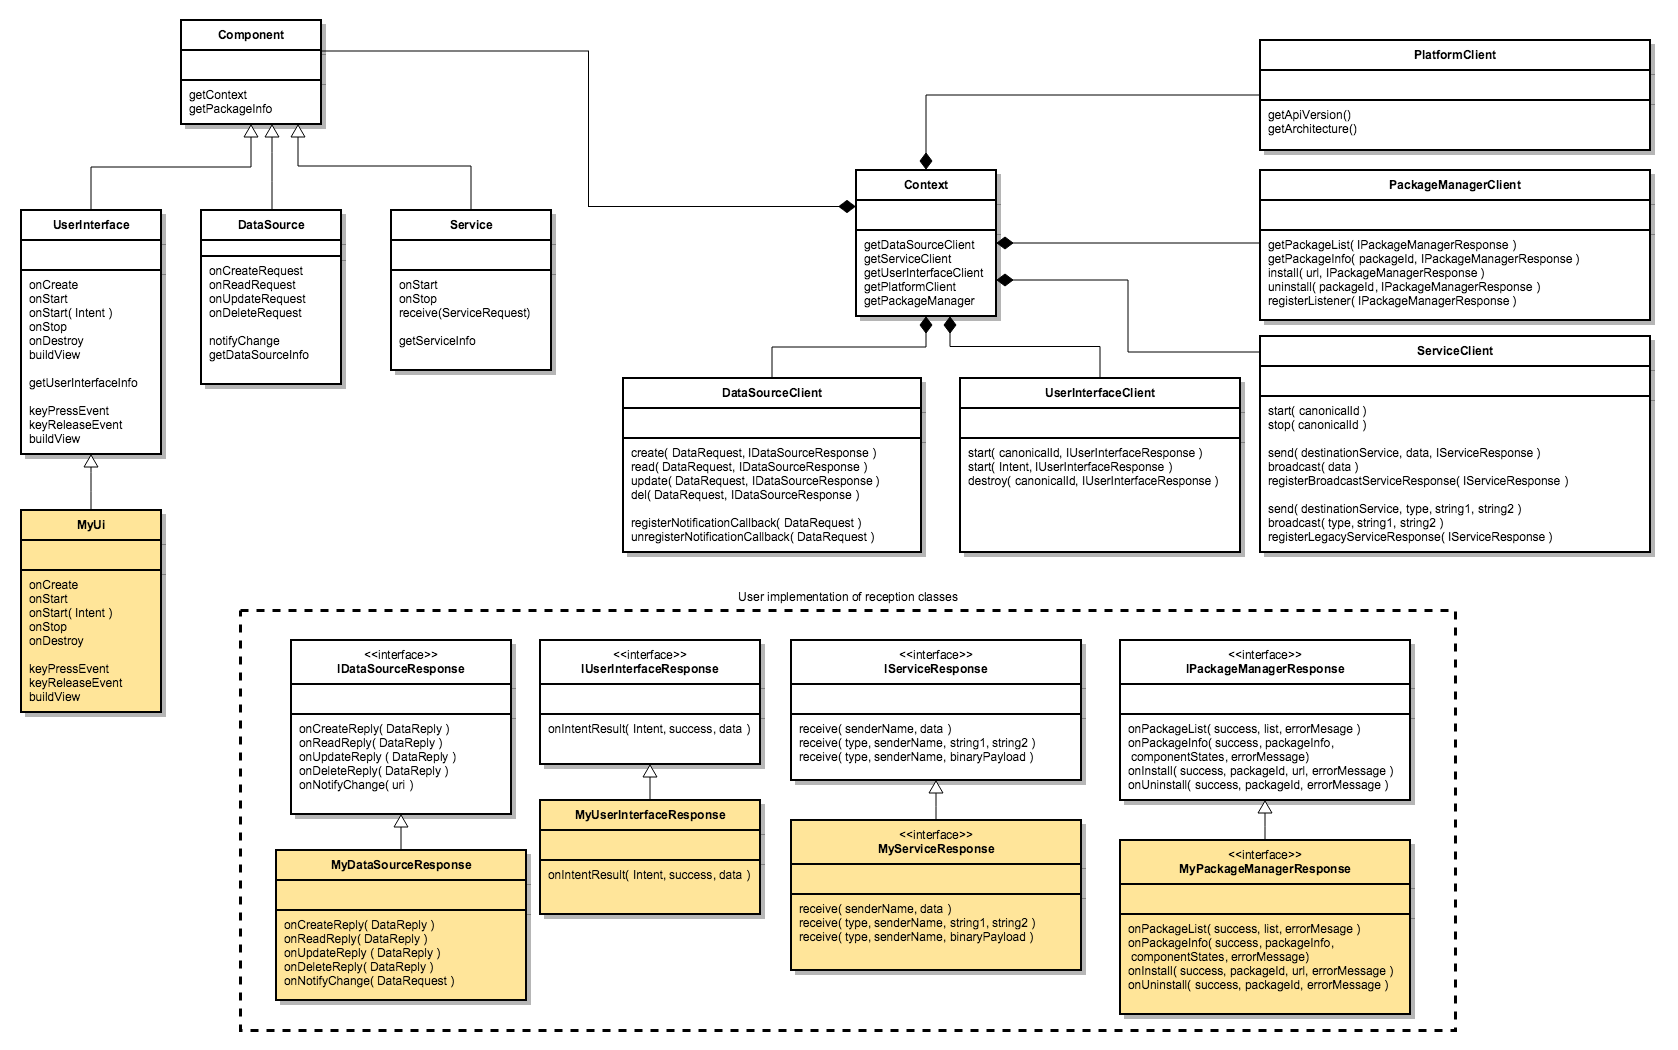 Component
getContext
getPackageInfo
PlatformClient
getApiVersion()
getArchitecture()
Context
getDataSourceClient
getServiceClient
getUserInterfaceClient
getPlatformClient
getPackageManager
PackageManagerClient
getPackageList( IPackageManagerResponse )
getPackageInfo( packageId, IPackageManagerResponse )
install( url, IPackageManagerResponse )
uninstall( packageId, IPackageManagerResponse )
registerListener( IPackageManagerResponse )
UserInterface
onCreate
onStart
onStart( Intent )
onStop
onDestroy
buildView
getUserInterfaceInfo
keyPressEvent
keyReleaseEvent
buildView
DataSource
onCreateRequest
onReadRequest
onUpdateRequest
onDeleteRequest
notifyChange
getDataSourceInfo
Service
onStart
onStop
receive(ServiceRequest)
getServiceInfo
ServiceClient
start( canonicalId )
stop( canonicalId )
send( destinationService, data, IServiceResponse )
broadcast( data )
registerBroadcastServiceResponse( IServiceResponse )
send( destinationService, type, string1, string2 )
broadcast( type, string1, string2 )
registerLegacyServiceResponse( IServiceResponse )
DataSourceClient
create( DataRequest, IDataSourceResponse )
read( DataRequest, IDataSourceResponse )
update( DataRequest, IDataSourceResponse )
del( DataRequest, IDataSourceResponse )
registerNotificationCallback( DataRequest )
unregisterNotificationCallback( DataRequest )
UserInterfaceClient
start( canonicalId, IUserInterfaceResponse )
start( Intent, IUserInterfaceResponse )
destroy( canonicalId, IUserInterfaceResponse )
MyUi
onCreate
onStart
onStart( Intent )
onStop
onDestroy
keyPressEvent
keyReleaseEvent
buildView
User implementation of reception classes
<<interface>>
IDataSourceResponse
onCreateReply( DataReply )
onReadReply( DataReply )
onUpdateReply ( DataReply )
onDeleteReply( DataReply )
onNotifyChange( uri )
<<interface>>
IUserInterfaceResponse
onIntentResult( Intent, success, data )
<<interface>>
IServiceResponse
receive( senderName, data )
receive( type, senderName, string1, string2 )
receive( type, senderName, binaryPayload )
<<interface>>
IPackageManagerResponse
onPackageList( success, list, errorMesage )
onPackageInfo( success, packageInfo,
componentStates, errorMessage)
onInstall( success, packageId, url, errorMessage )
onUninstall( success, packageId, errorMessage )
MyDataSourceResponse
onCreateReply( DataReply )
onReadReply( DataReply )
onUpdateReply ( DataReply )
onDeleteReply( DataReply )
onNotifyChange( DataRequest )
MyUserInterfaceResponse
onIntentResult( Intent, success, data )
<<interface>>
MyServiceResponse
receive( senderName, data )
receive( type, senderName, string1, string2 )
receive( type, senderName, binaryPayload )
<<interface>>
MyPackageManagerResponse
onPackageList( success, list, errorMesage )
onPackageInfo( success, packageInfo,
componentStates, errorMessage)
onInstall( success, packageId, url, errorMessage )
onUninstall( success, packageId, errorMessage )